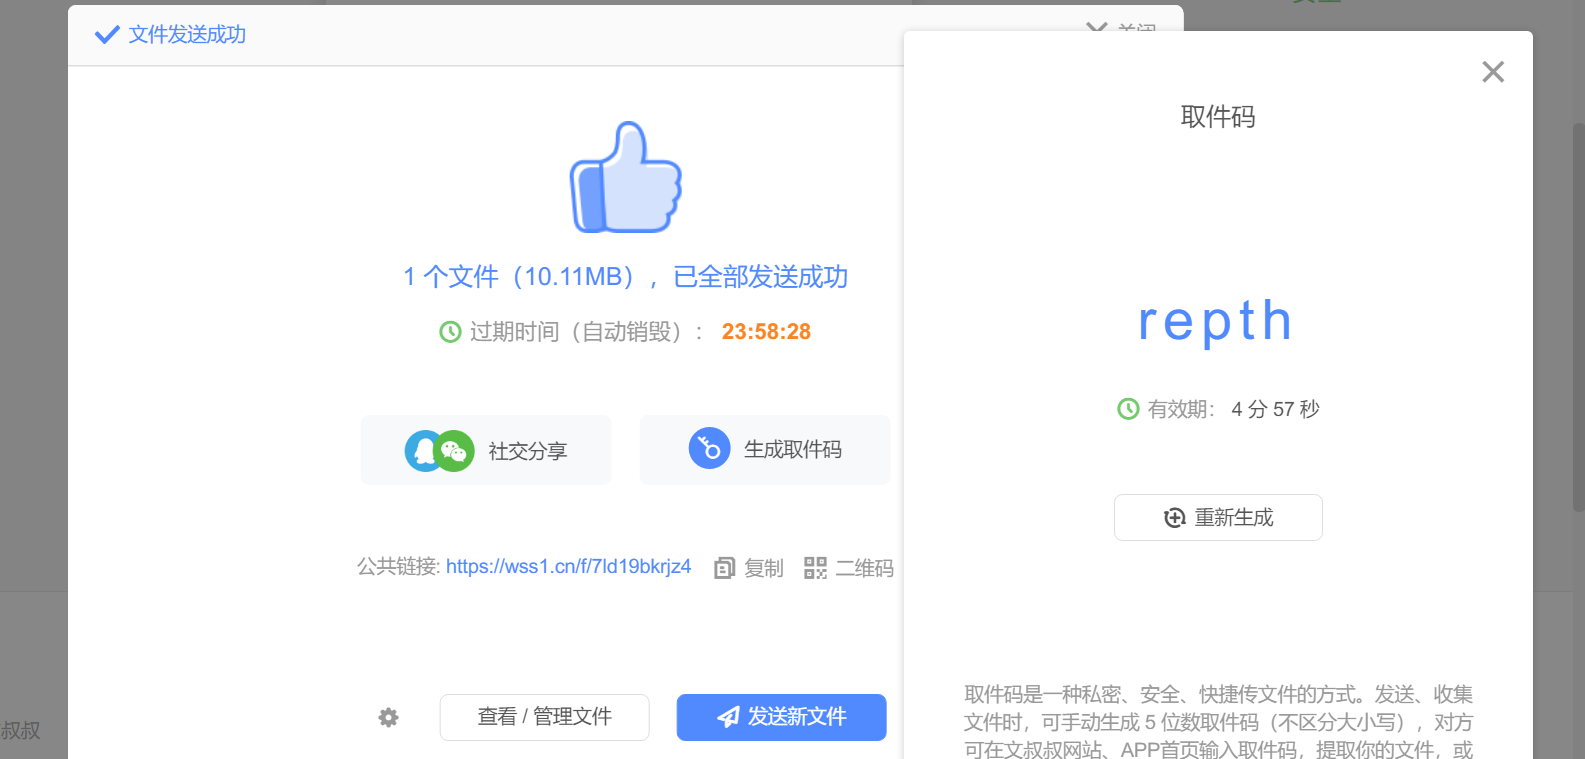 文件发送成功
1 个文件（10.11MB），已全部发送成功
过期时间（自动销毁）： 23:58:28
社交分享
生成取件码
公共链接: https://wss1.cn/f/7ld19bkrjz4 复制 二维码
查看 / 管理文件
发送新文件
叔叔
取件码
repth
有效期： 4 分 57 秒
重新生成
取件码是一种私密、安全、快捷传文件的方式。发送、收集
文件时，可手动生成 5 位数取件码（不区分大小写），对方
可在文叔叔网站、APP首页输入取件码，提取你的文件，或